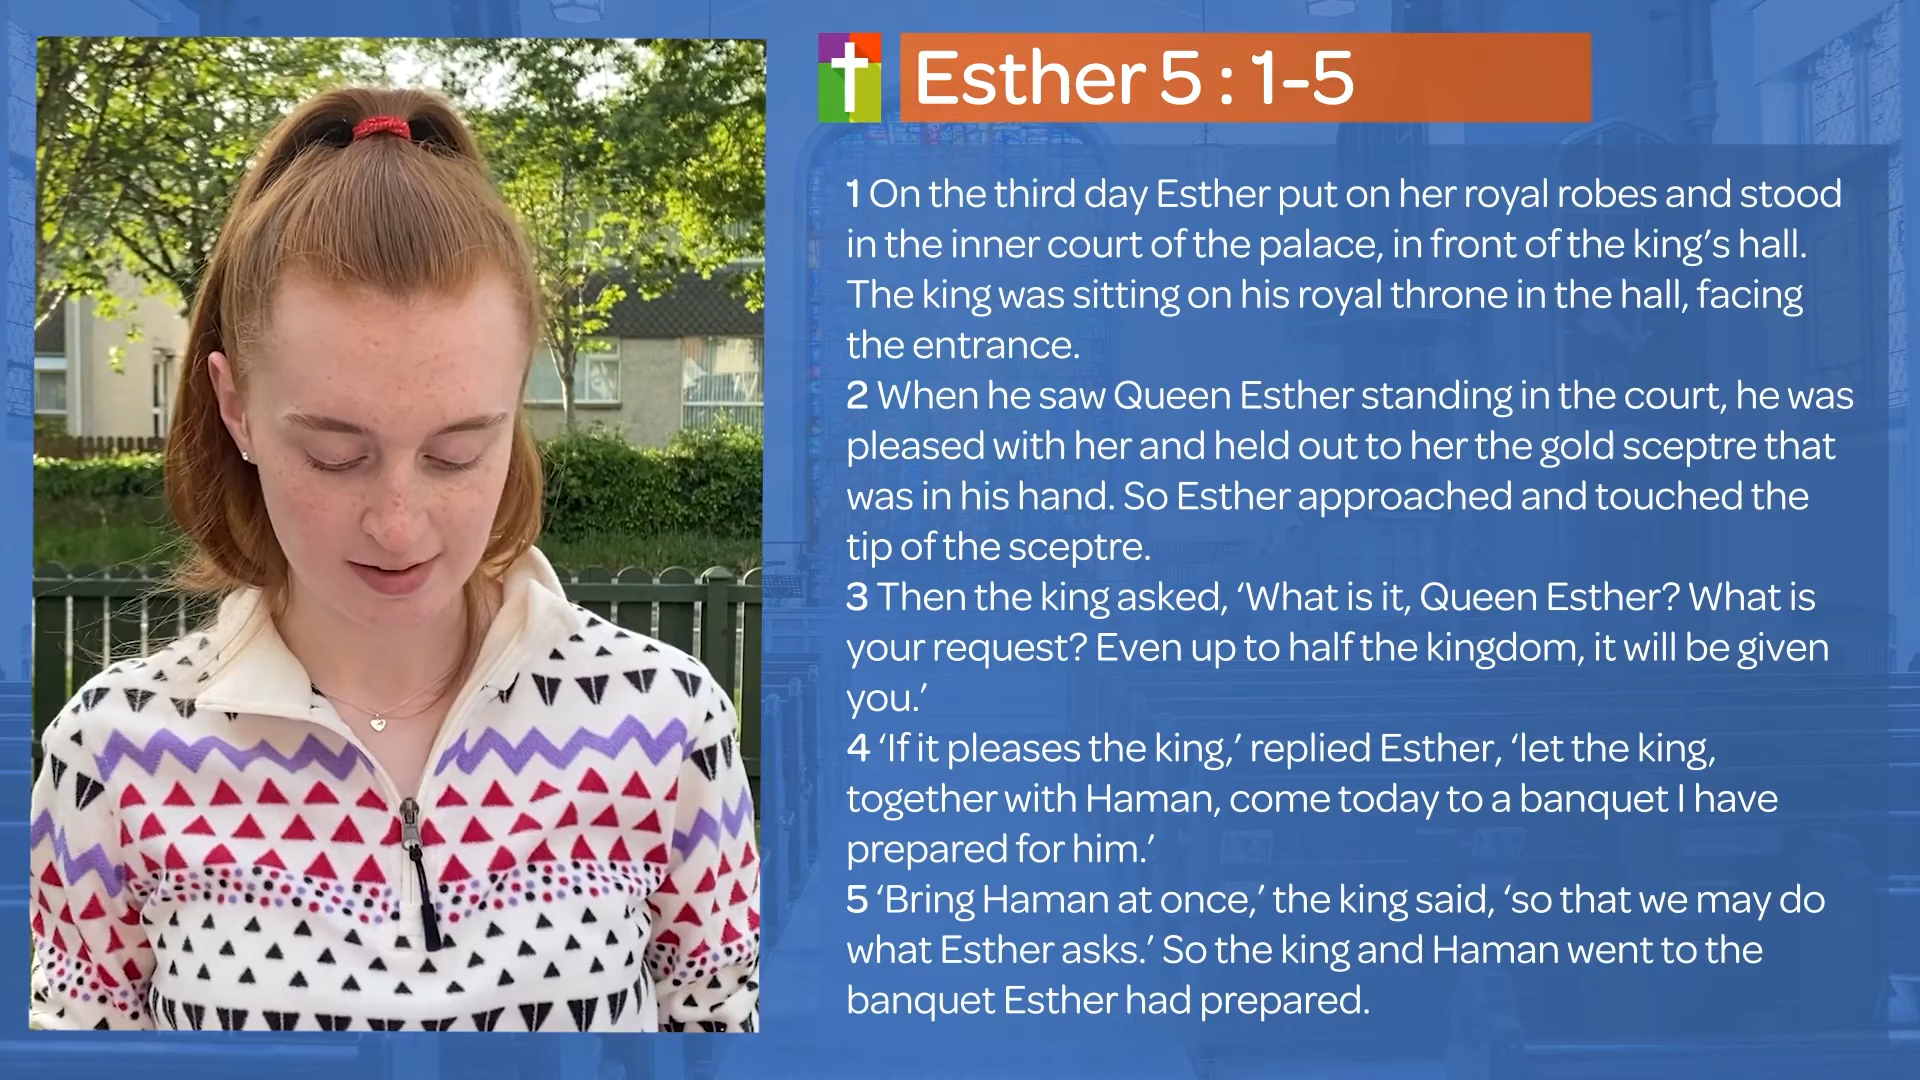 Esther 5 : 1-5
1 On the third day Esther put on her royal robes and stood
in the inner court of the palace, in front of the king’s hall.
The king was sitting on his royal throne in the hall, facing
the entrance.
2 When he saw Queen Esther standing in the court, he was
pleased with her and held out to her the gold sceptre that
was in his hand. So Esther approached and touched the
tip of the sceptre.
3 Then the king asked, ‘What is it, Queen Esther? What is
your request? Even up to half the kingdom, it will be given
you.’
4 ‘If it pleases the king,’ replied Esther, ‘let the king,
together with Haman, come today to a banquet I have
prepared for him.’
5 ‘Bring Haman at once,’ the king said, ‘so that we may do
what Esther asks.’ So the king and Haman went to the
banquet Esther had prepared.